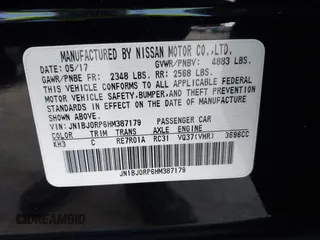 MANUFACTURED BY NISSAN MOTOR CO.,LTD.
DATE 05/17 GVWR/PNBV: 4883 LBS.
GAWR/PNBE FR: 2348 LBS. RR: 2568 LBS.
THIS VEHICLE CONFORMS TO ALL APPLICABLE FEDERAL
MOTOR VEHICLE SAFETY, BUMPER, AND THEFT PREVENTION
STANDARDS IN EFFECT ON THE DATE OF MANUFACTURE
SHOWN ABOVE.
V: JN1BJ0RP6HM387179 PASSENGER CAR
COLOR TRIM TRANS AXLE ENGINE
KH3 C RE7R01A RC31 VQ37(VHR) 3696CC
JN1BJ0RP6HM387179
DREAMBID